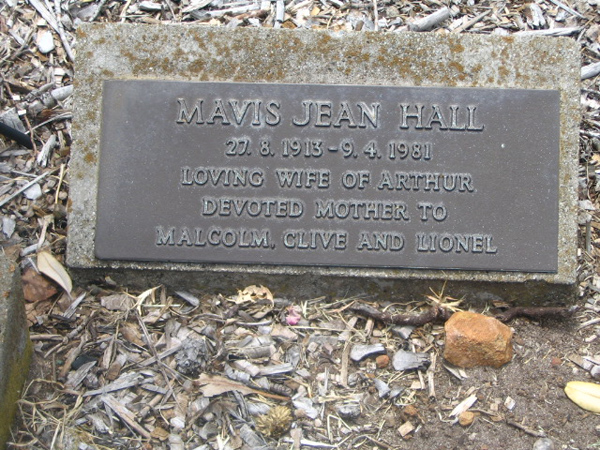 MAVIS JEAN HALL
27. 8. 1913 - 9. 4. 1981
LOVING WIFE OF ARTHUR
DEVOTED MOTHER TO
MALCOLM, CLIVE AND LIONEL